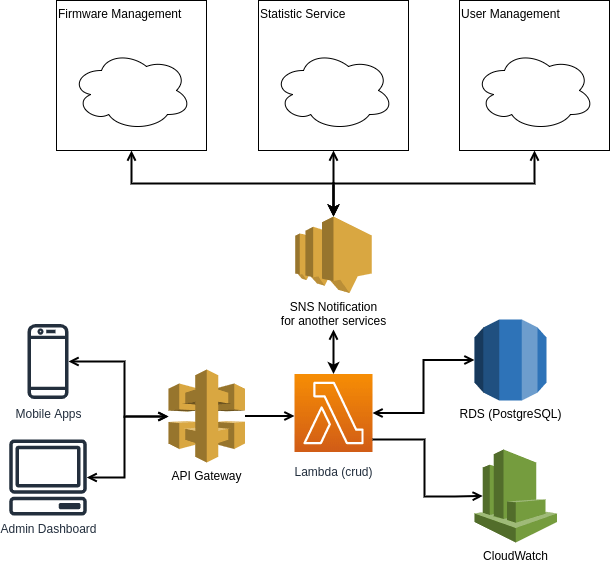 Firmware Management
Statistic Service
User Management
SNS Notification
for another services
Mobile Apps
API Gateway
Lambda (crud)
RDS (PostgreSQL)
Admin Dashboard
CloudWatch